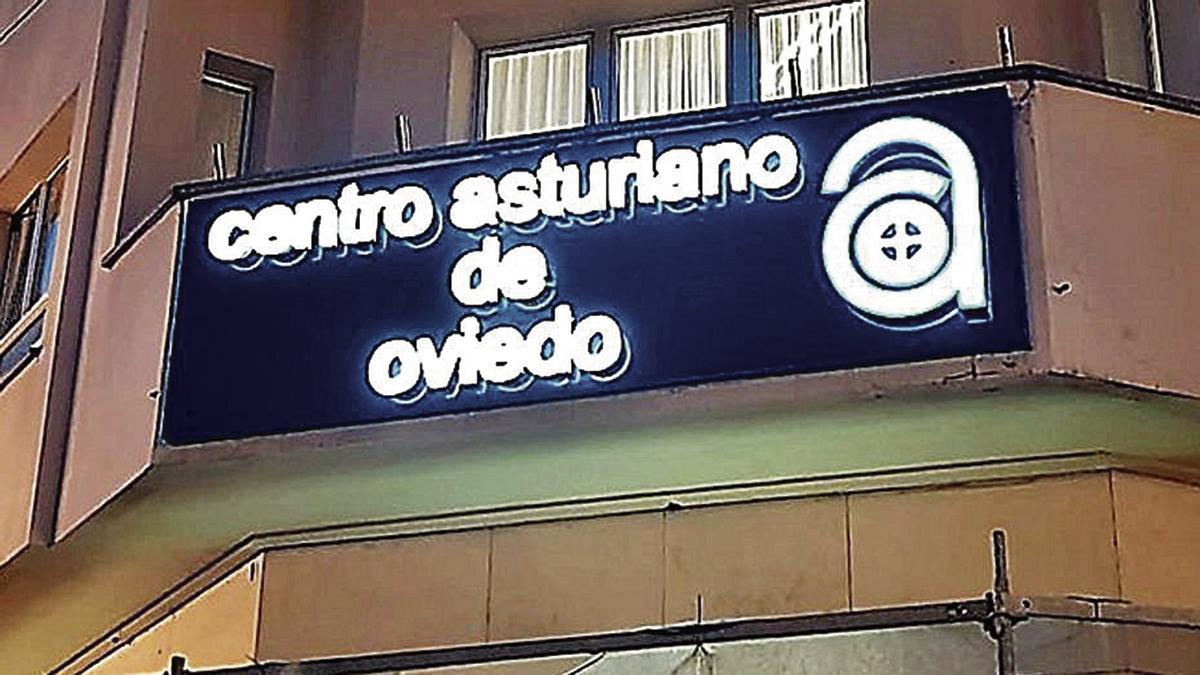 centro asturiano
de
oviedo
a